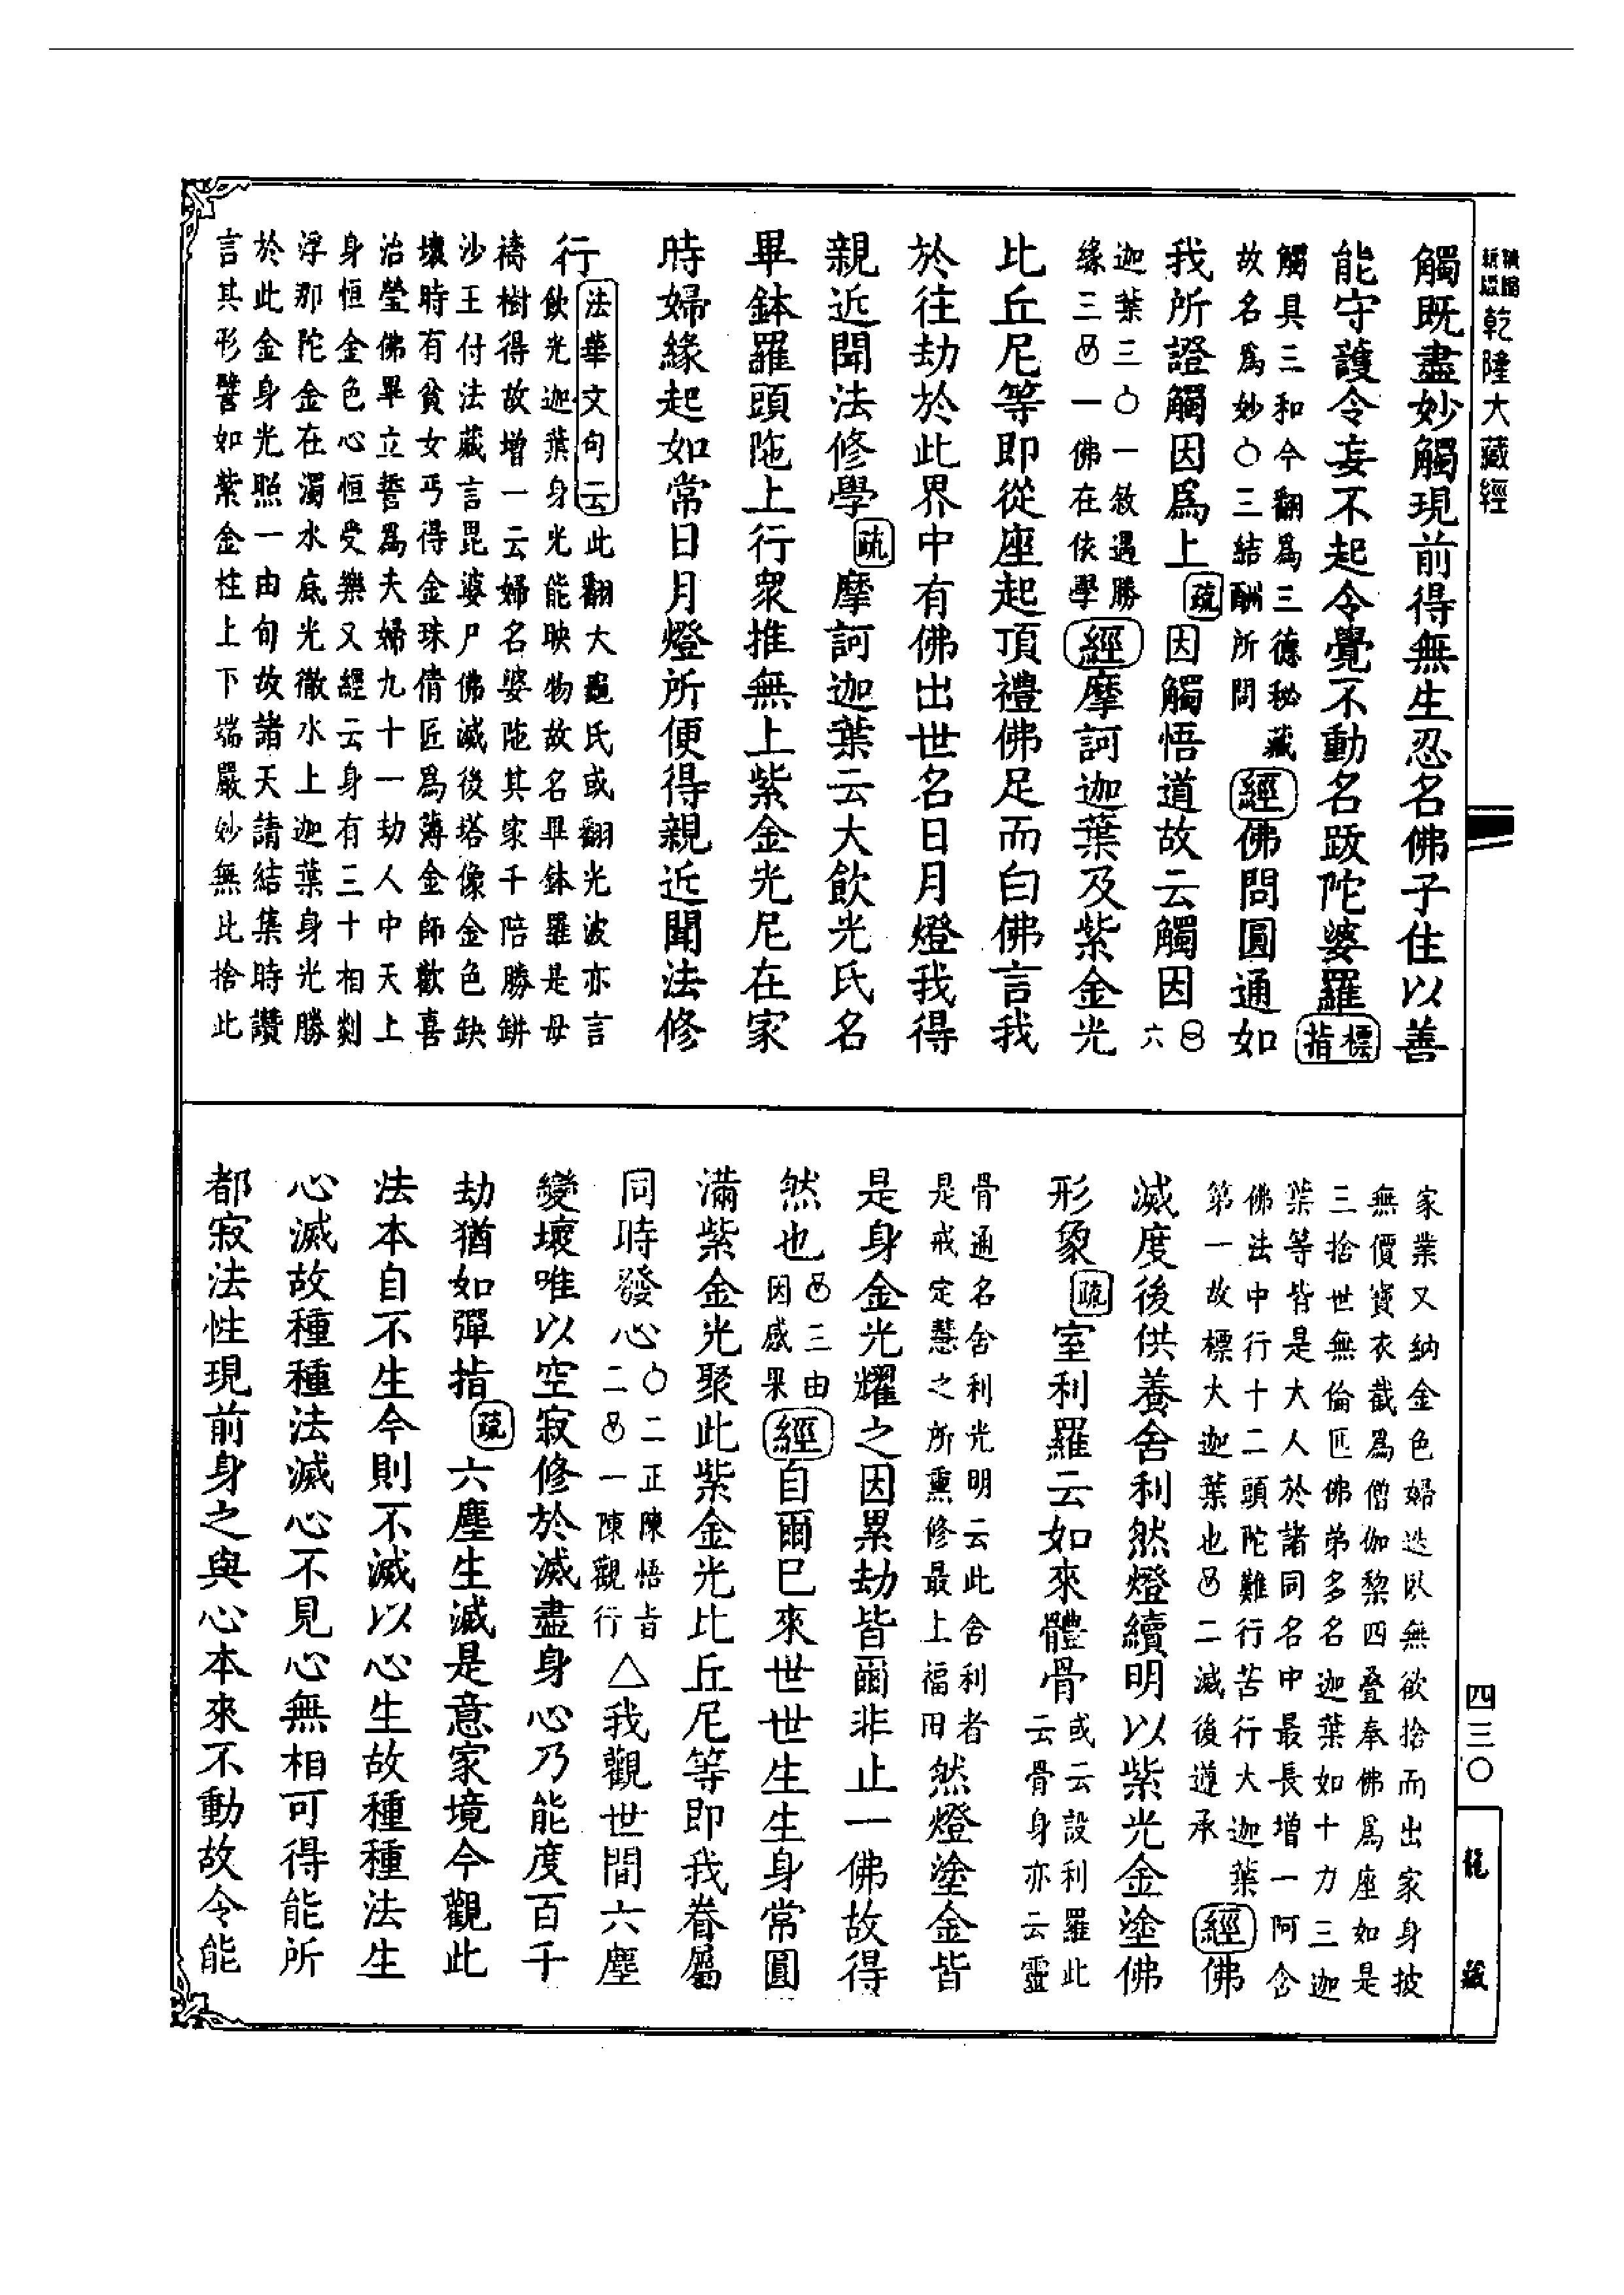 乾隆大藏經
觸既盡妙觸現前得無生忍名佛子住以善
能守護令妄不起令覺不動名跋陀婆羅標指
觸具三和今翻為三德秘藏
故名為妙〇三結酬所問
經佛問圓通如
我所證觸因為上疏因觸悟道故云觸因
六
迦葉三〇一敘遇勝
緣三一佛在依學
經摩訶迦葉及紫金光
比丘尼等即從座起頂禮佛足而白佛言我
於往劫於此界中有佛出世名日月燈我得
親近聞法修學疏摩訶迦葉云大飲光氏名
畢鉢羅頭陁上行眾推無上紫金光尼在家
時婦緣起如常日月燈所便得親近聞法修
行
法華文句云此翻大龜氏或翻光波亦言
飲光迦葉身光能映物故名畢鉢羅是母
禱樹得故增一云婦名婆陁其家千陪勝缾
沙王付法藏言毘婆尸佛滅後塔像金色缺
壞時有貧女丐得金珠倩匠為薄金師歡喜
治瑩佛畢立誓為夫婦九十一劫人中天上
身恒金色心恒受樂又經云身有三十相剡
浮那陀金在濁水底光徹水上迦葉身光勝
於此金身光照一由旬故諸天請結集時讚
言其形譬如紫金柱上下端嚴妙無比捨此
家業又納金色婦迭臥無欲捨而出家身披
無價寶衣截為僧伽黎四叠奉佛為座如是
三捨世無倫匹佛弟多名迦葉如十力三迦
葉等皆是大人於諸同名中最長增一阿含
佛法中行十二頭陀難行苦行大迦葉
第一故標大迦葉也二滅後遵承
經佛
滅度後供養舍利然燈續明以紫光金塗佛
形象疏室利羅云如來體骨
或云設利羅此
云骨身亦云靈
骨通名舍利光明云此舍利者
是戒定慧之所熏修最上福田
然燈塗金皆
是身金光耀之因累劫皆爾非止一佛故得
然也
三由
因感果
經自爾已來世世生生身常圓
滿紫金光聚此紫金光比丘尼等即我眷屬
同時發心
〇二正陳悟旨
二一陳觀行
△我觀世間六塵
變壞唯以空寂修於滅盡身心乃能度百千
劫猶如彈指疏六塵生滅是意家境今觀此
法本自不生今則不滅以心生故種種法生
心滅故種種法滅心不見心無相可得能所
都寂法性現前身之與心本來不動故令能
四三〇
龍藏